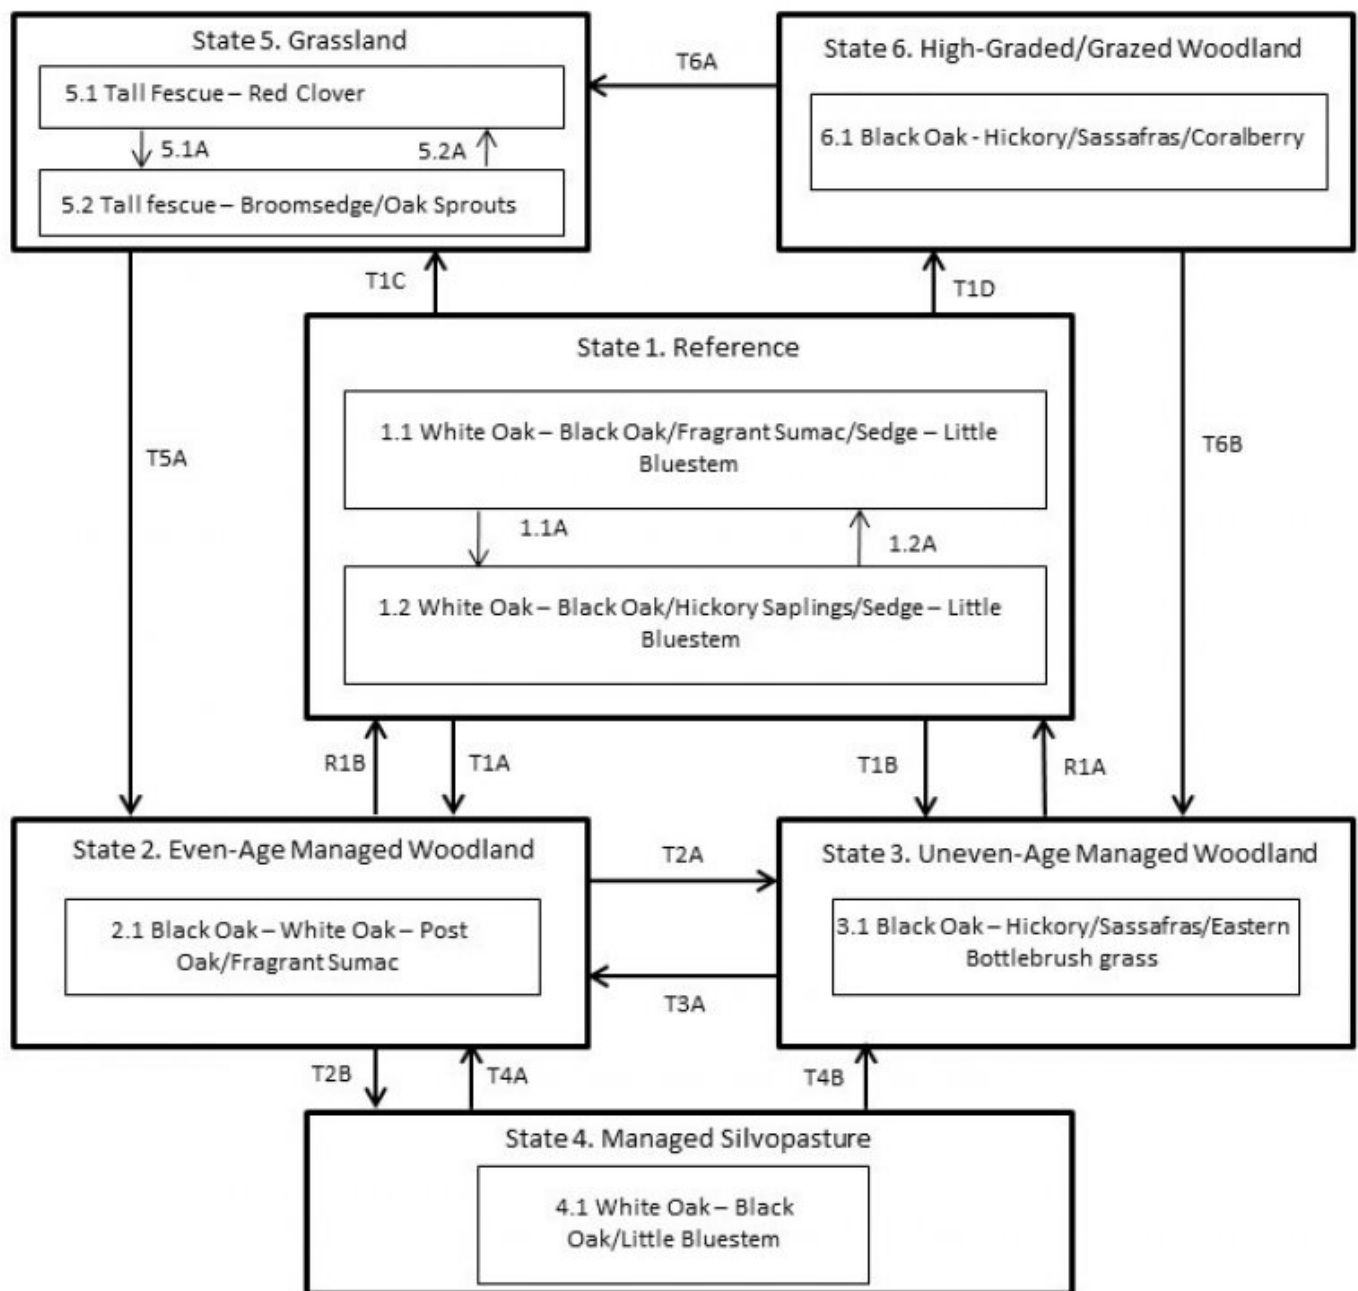 State 5. Grassland
5.1 Tall Fescue – Red Clover
5.1A
5.2A
5.2 Tall fescue – Broomsedge/Oak Sprouts
T6A
State 6. High-Graded/Grazed Woodland
6.1 Black Oak - Hickory/Sassafras/Coralberry
T1C
T1D
State 1. Reference
1.1 White Oak – Black Oak/Fragrant Sumac/Sedge – Little
Bluestem
1.1A
1.2A
1.2 White Oak – Black Oak/Hickory Saplings/Sedge – Little
Bluestem
T5A
T6B
R1B
T1A
T1B
R1A
State 2. Even-Age Managed Woodland
2.1 Black Oak – White Oak – Post
Oak/Fragrant Sumac
T2A
T3A
State 3. Uneven-Age Managed Woodland
3.1 Black Oak – Hickory/Sassafras/Eastern
Bottlebrush grass
T2B
T4A
T4B
State 4. Managed Silvopasture
4.1 White Oak – Black
Oak/Little Bluestem